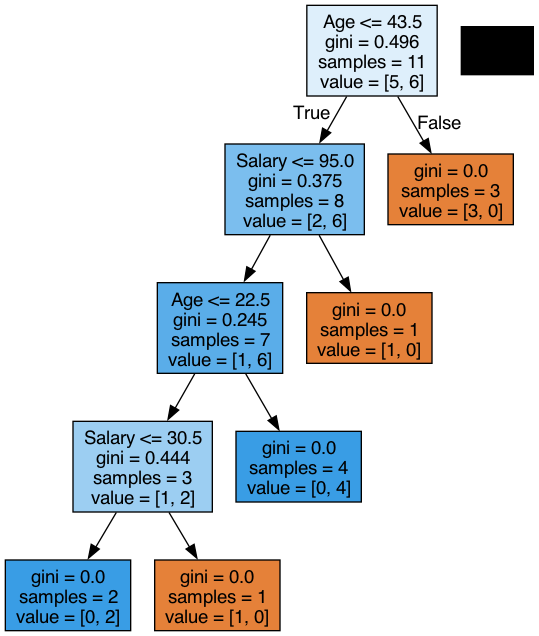 Age <= 43.5
gini = 0.496
samples = 11
value = [5, 6]
True
False
Salary <= 95.0
gini = 0.375
samples = 8
value = [2, 6]
gini = 0.0
samples = 3
value = [3, 0]
Age <= 22.5
gini = 0.245
samples = 7
value = [1, 6]
gini = 0.0
samples = 1
value = [1, 0]
Salary <= 30.5
gini = 0.444
samples = 3
value = [1, 2]
gini = 0.0
samples = 4
value = [0, 4]
gini = 0.0
samples = 2
value = [0, 2]
gini = 0.0
samples = 1
value = [1, 0]